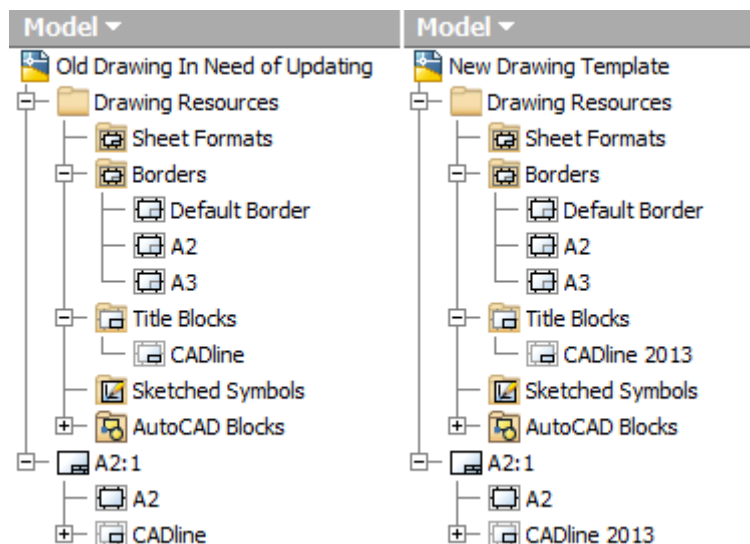 Model
Old Drawing In Need of Updating
Drawing Resources
Sheet Formats
Borders
Default Border
A2
A3
Title Blocks
CADline
Sketched Symbols
AutoCAD Blocks
A2:1
A2
CADline
Model
New Drawing Template
Drawing Resources
Sheet Formats
Borders
Default Border
A2
A3
Title Blocks
CADline 2013
Sketched Symbols
AutoCAD Blocks
A2:1
A2
CADline 2013